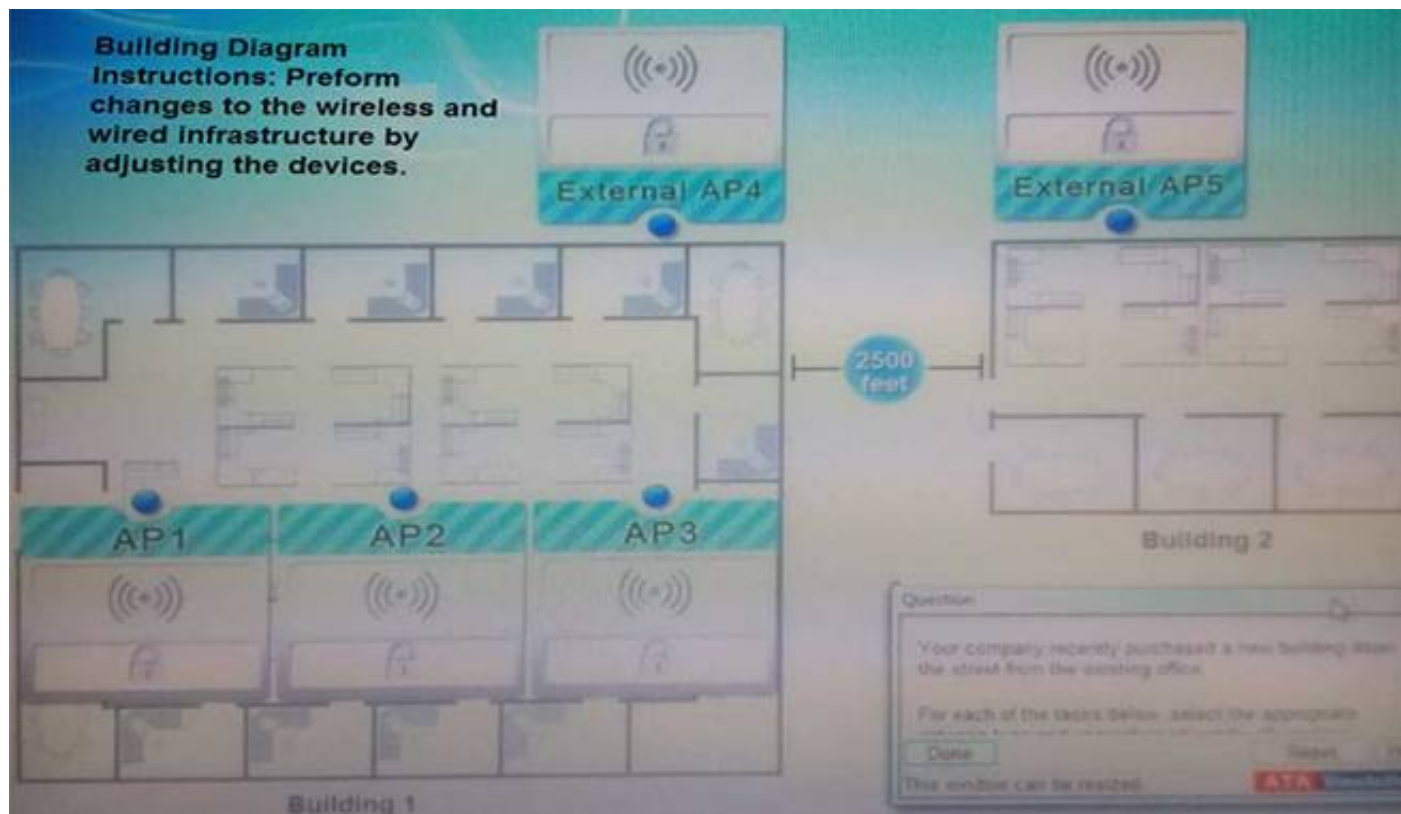 Building Diagram
Instructions: Preform
changes to the wireless and
wired infrastructure by
adjusting the devices.
External AP4
External AP5
2500
feet
AP1
AP2
AP3
Building 2
Building 1
Question
Your company recently purchased a new building down
the street from the existing office.
For each of the tasks below, select the appropriate
Done
Reset
This window can be resized.
ATA